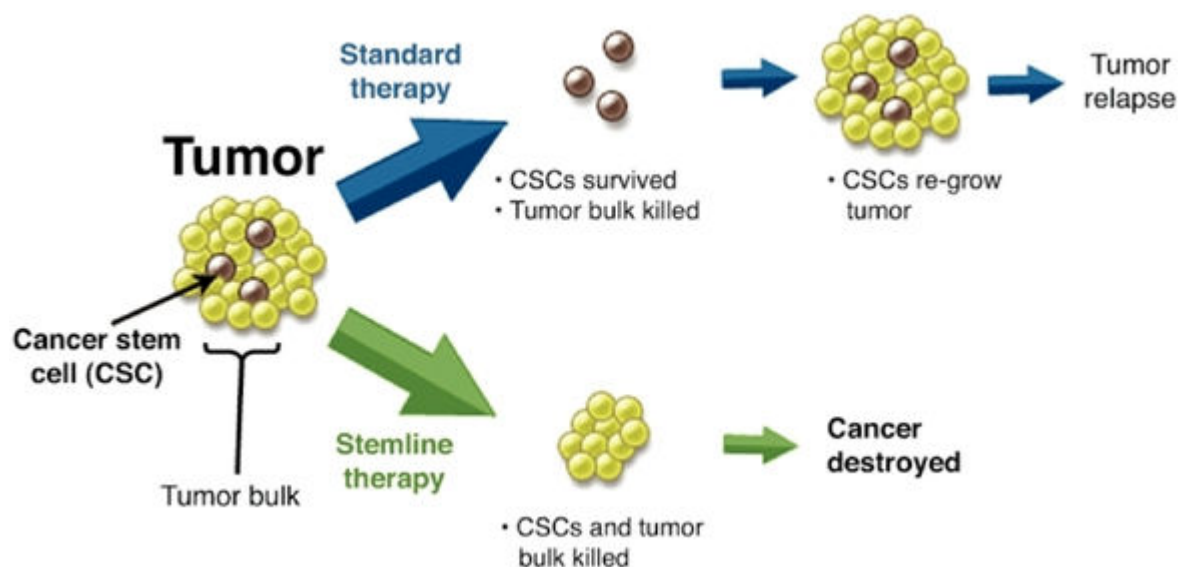 Tumor
Cancer stem
cell (CSC)
Tumor bulk
Standard
therapy
• CSCs survived
• Tumor bulk killed
• CSCs re-grow
tumor
Tumor
relapse
Stemline
therapy
• CSCs and tumor
bulk killed
Cancer
destroyed